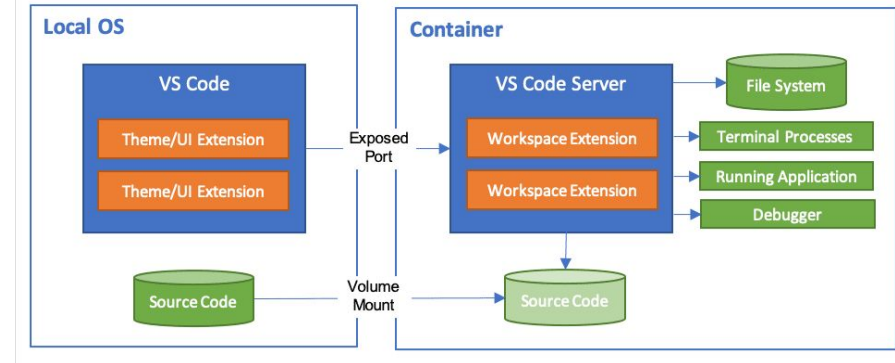 Local OS
VS Code
Theme/UI Extension
Theme/UI Extension
Source Code
Exposed
Port
Volume
Mount
Container
VS Code Server
Workspace Extension
Workspace Extension
File System
Terminal Processes
Running Application
Debugger
Source Code